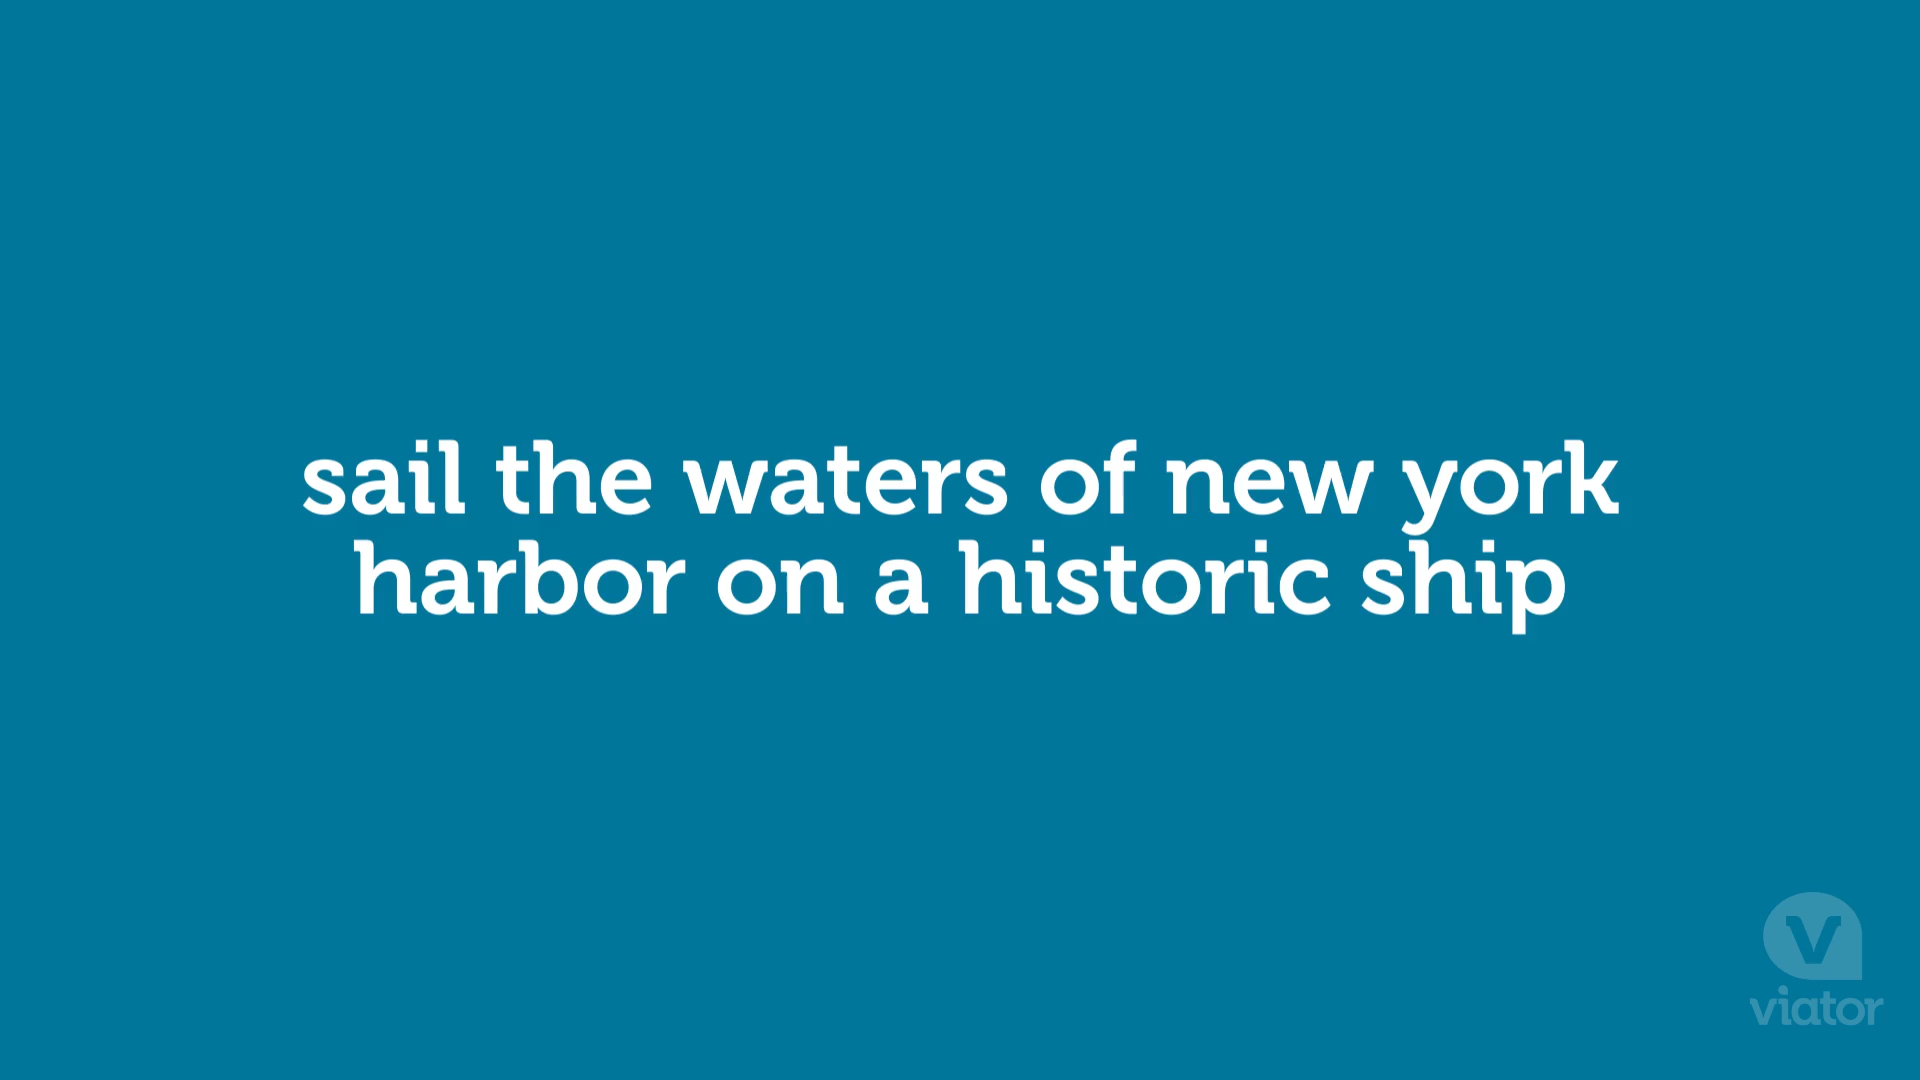 sail the waters of new york
harbor on a historic ship
v
viator